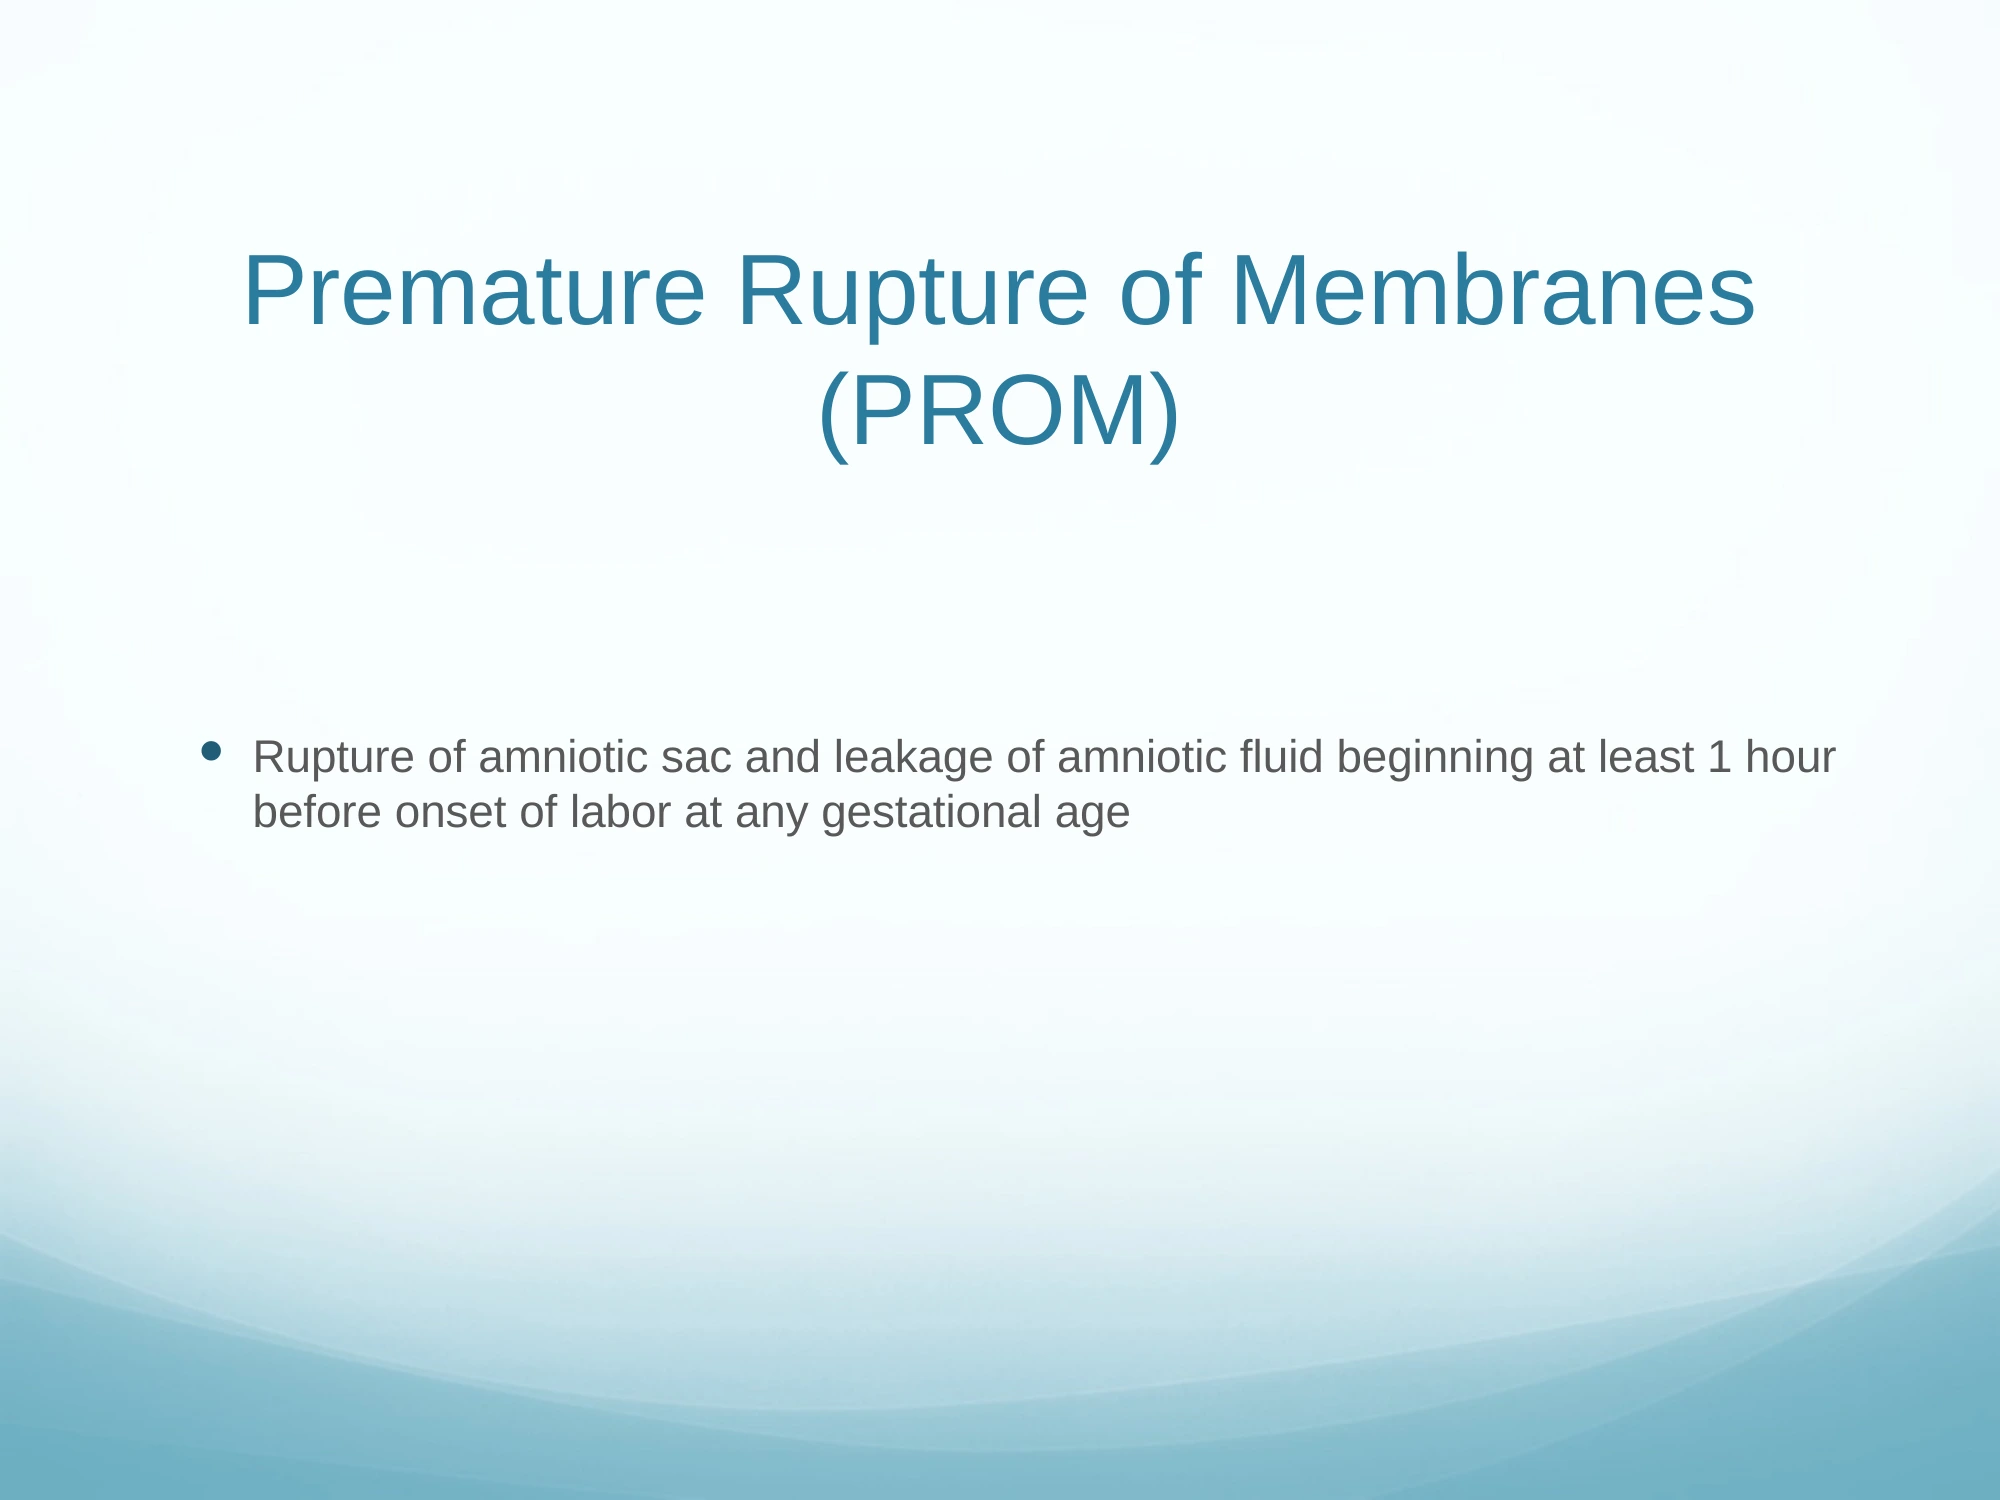 Premature Rupture of Membranes
(PROM)
• Rupture of amniotic sac and leakage of amniotic fluid beginning at least 1 hour
before onset of labor at any gestational age